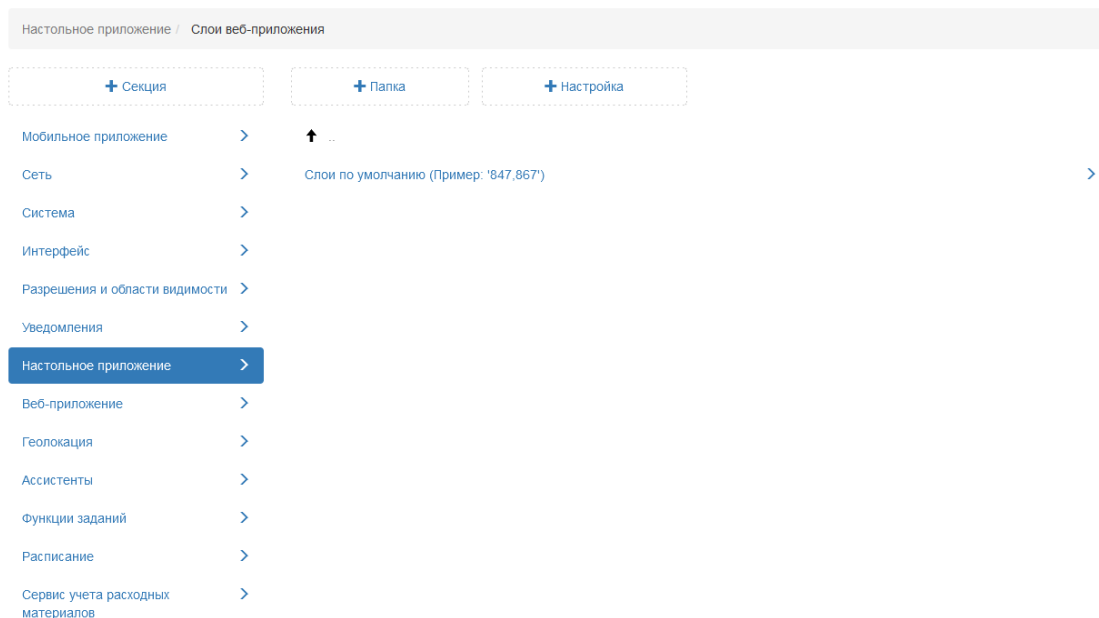 Настольное приложение / Слои веб-приложения
Секция
Папка
Настройка
Мобильное приложение
Сеть
Система
Интерфейс
Разрешения и области видимости
Уведомления
Настольное приложение
Веб-приложение
Геолокация
Ассистенты
Функции заданий
Расписание
Сервис учета расходных
материалов
..
Слои по умолчанию (Пример: '847,867')